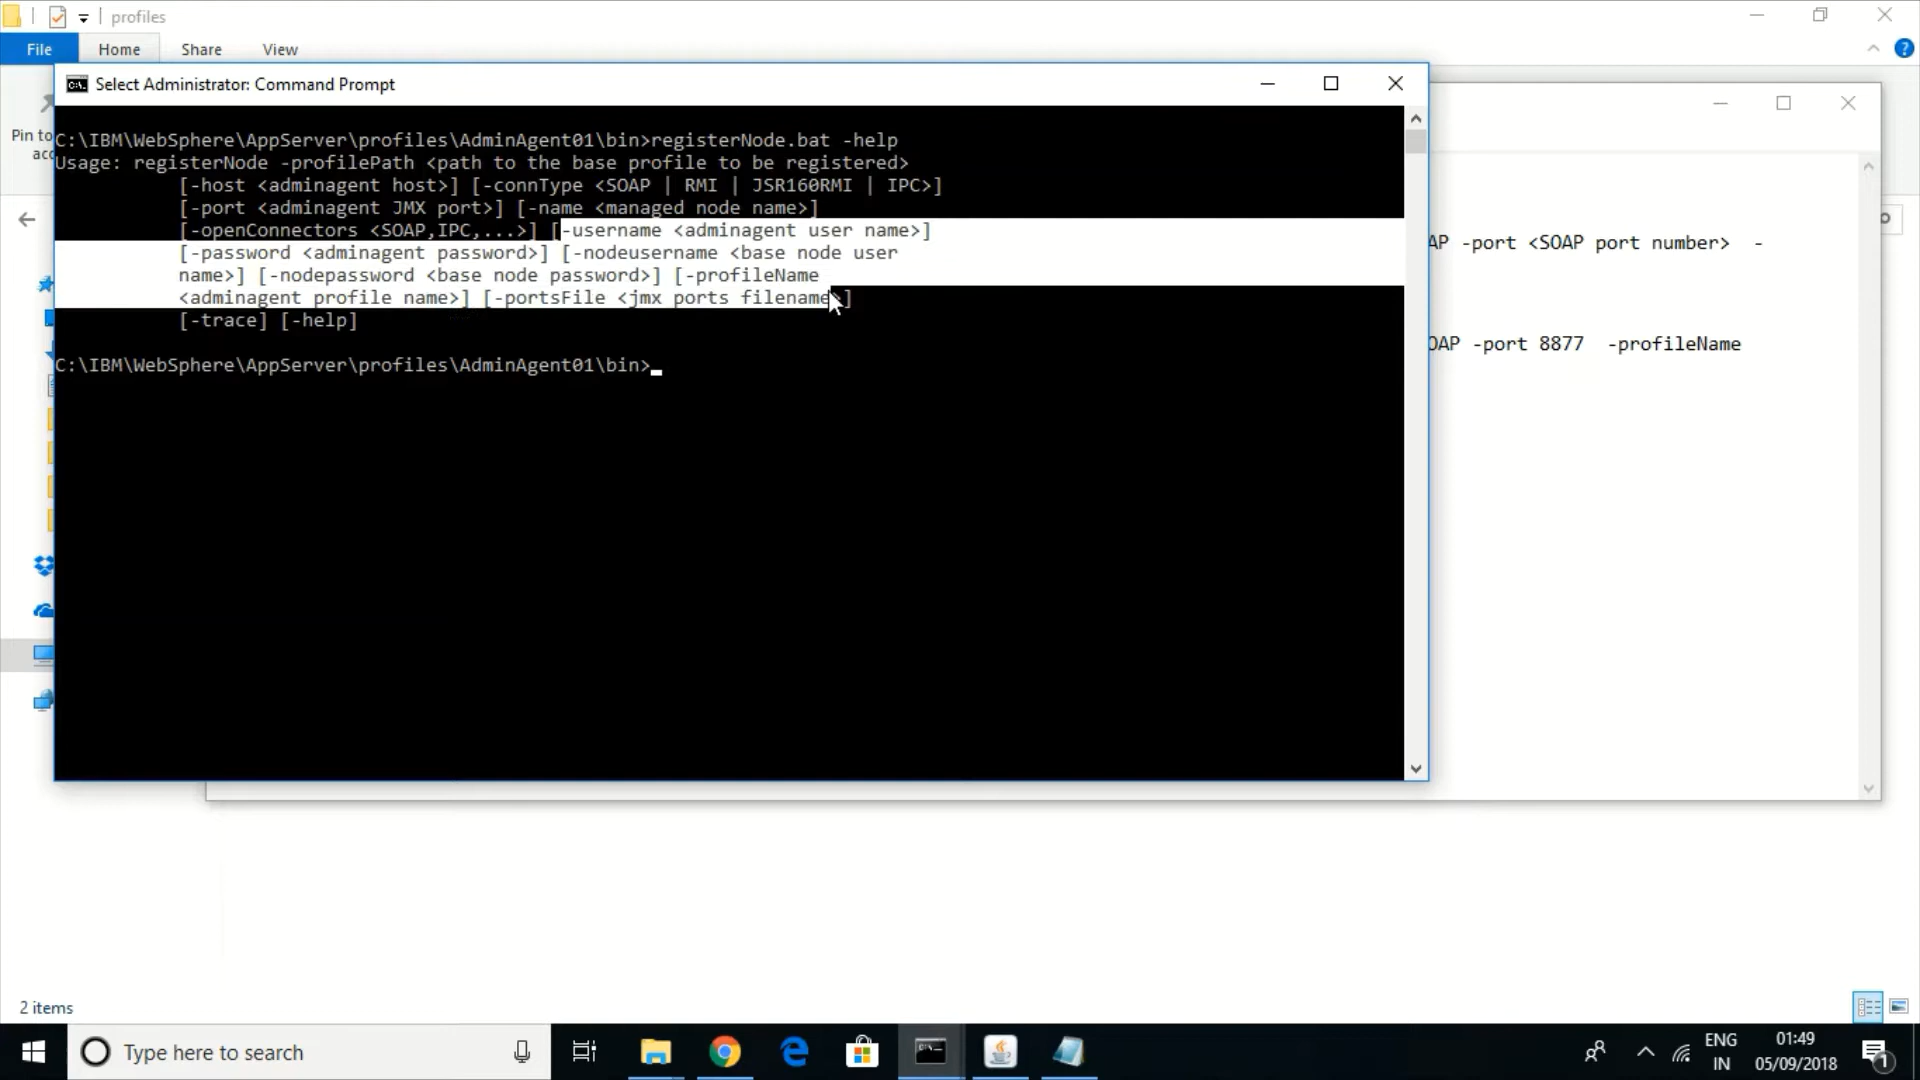 profiles
File Home Share View
Select Administrator: Command Prompt
Pin to
acc
C:\IBM\WebSphere\AppServer\profiles\AdminAgent01\bin>registerNode.bat -help
Usage: registerNode -profilePath <path to the base profile to be registered>
[-host <adminagent host>] [-connType <SOAP | RMI | JSR160RMI | IPC>]
[-port <adminagent JMX port>] [-name <managed node name>]
[-openConnectors <SOAP,IPC,...>] [-username <adminagent user name>]
[-password <adminagent password>] [-nodeusername <base node user
name>] [-nodepassword <base node password>] [-profileName
<adminagent profile name>] [-portsFile <jmx ports filename>]
[-trace] [-help]
C:\IBM\WebSphere\AppServer\profiles\AdminAgent01\bin>
AP -port <SOAP port number> -
OAP -port 8877 -profileName
2 items
Type here to search
ENG
IN
01:49
05/09/2018
1